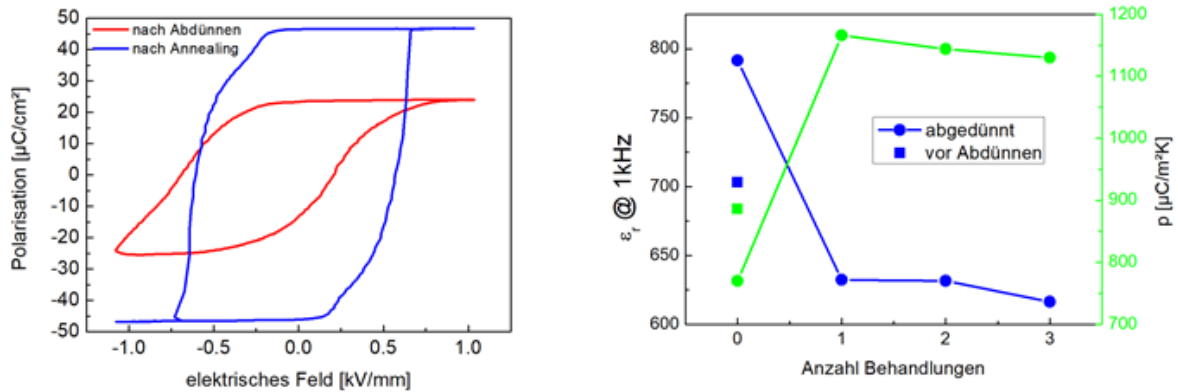 nach Abdünnen
nach Annealing
50
40
30
20
10
0
-10
-20
-30
-40
-50
Polarisation [µC/cm²]
-1.0 -0.5 0.0 0.5 1.0
elektrisches Feld [kV/mm]
800
750
700
650
600
εr @ 1kHz
abgedünnt
vor Abdünnen
1200
1100
1000
900
800
700
p [µC/m²K]
0 1 2 3
Anzahl Behandlungen